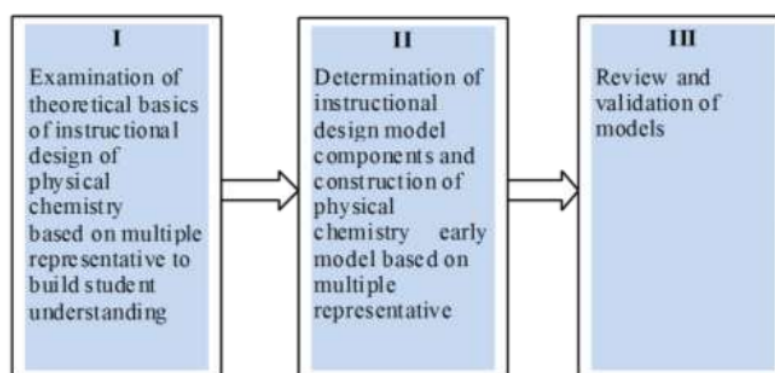 I
Examination of
theoretical basics
of instructional
design of
physical
chemistry
based on multiple
representative to
build student
understanding
II
Determination of
instructional
design model
components and
construction of
physical
chemistry early
model based on
multiple
representative
III
Review and
validation of
models